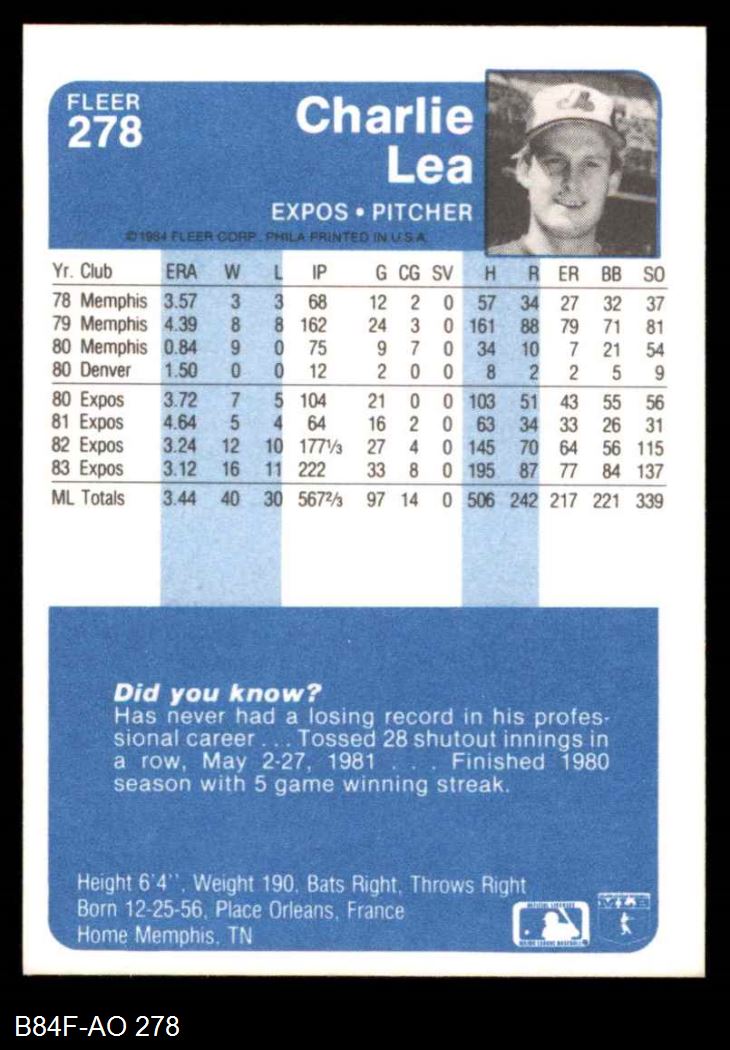 FLEER
278
Charlie
Lea
EXPOS • PITCHER
©1984 FLEER CORP. PHILA PRINTED IN U.S.A.
Yr. Club ERA W L IP G CG SV H R ER BB SO
78 Memphis 3.57 3 3 68 12 2 0 57 34 27 32 37
79 Memphis 4.39 8 8 162 24 3 0 161 88 79 71 81
80 Memphis 0.84 9 0 75 9 7 0 34 10 7 21 54
80 Denver 1.50 0 0 12 2 0 0 8 2 2 5 9
80 Expos 3.72 7 5 104 21 0 0 103 51 43 55 56
81 Expos 4.64 5 4 64 16 2 0 63 34 33 26 31
82 Expos 3.24 12 10 177⅓ 27 4 0 145 70 64 56 115
83 Expos 3.12 16 11 222 33 8 0 195 87 77 84 137
ML Totals 3.44 40 30 567⅔ 97 14 0 506 242 217 221 339
Did you know?
Has never had a losing record in his profes-
sional career . . . Tossed 28 shutout innings in
a row, May 2-27, 1981 . . . Finished 1980
season with 5 game winning streak.
Height 6'4'', Weight 190, Bats Right, Throws Right
Born 12-25-56, Place Orleans, France
Home Memphis, TN
MLB
B84F-AO 278